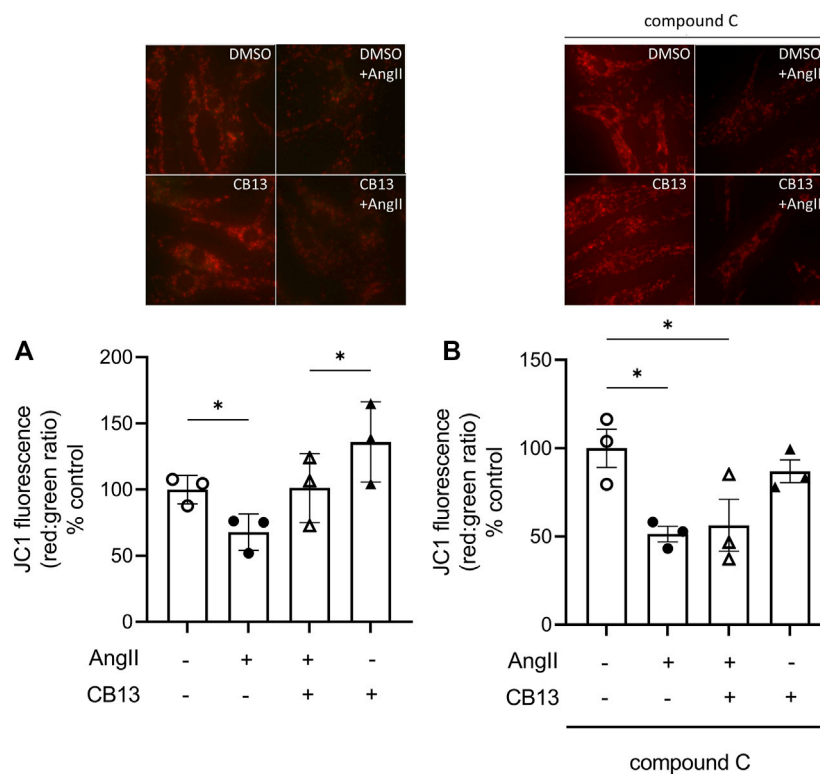 compound C
DMSO
DMSO
+AngII
CB13
CB13
+AngII
DMSO
DMSO
+AngII
CB13
CB13
+AngII
A
JC1 fluorescence
(red:green ratio)
% control
200
150
100
50
0
*
*
AngII - + + -
CB13 - - + +
B
JC1 fluorescence
(red:green ratio)
% control
150
100
50
0
*
*
AngII - + + -
CB13 - - + +
compound C